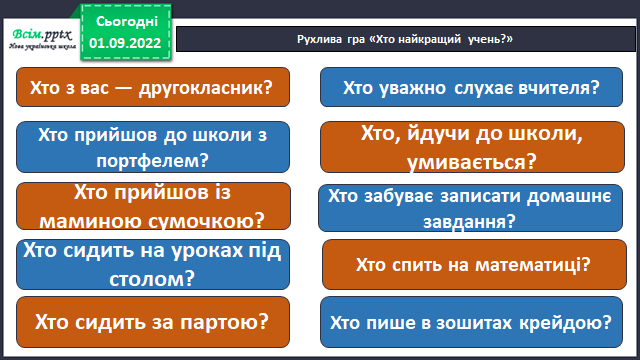 Всім.pptx
Нова українська школа
Сьогодні
01.09.2022
Рухлива гра «Хто найкращий учень?»
Хто з вас — другокласник?
Хто прийшов до школи з
портфелем?
Хто прийшов із
маминою сумочкою?
Хто сидить на уроках під
столом?
Хто сидить за партою?
Хто уважно слухає вчителя?
Хто, йдучи до школи,
умивається?
Хто забуває записати домашнє
завдання?
Хто спить на математиці?
Хто пише в зошитах крейдою?